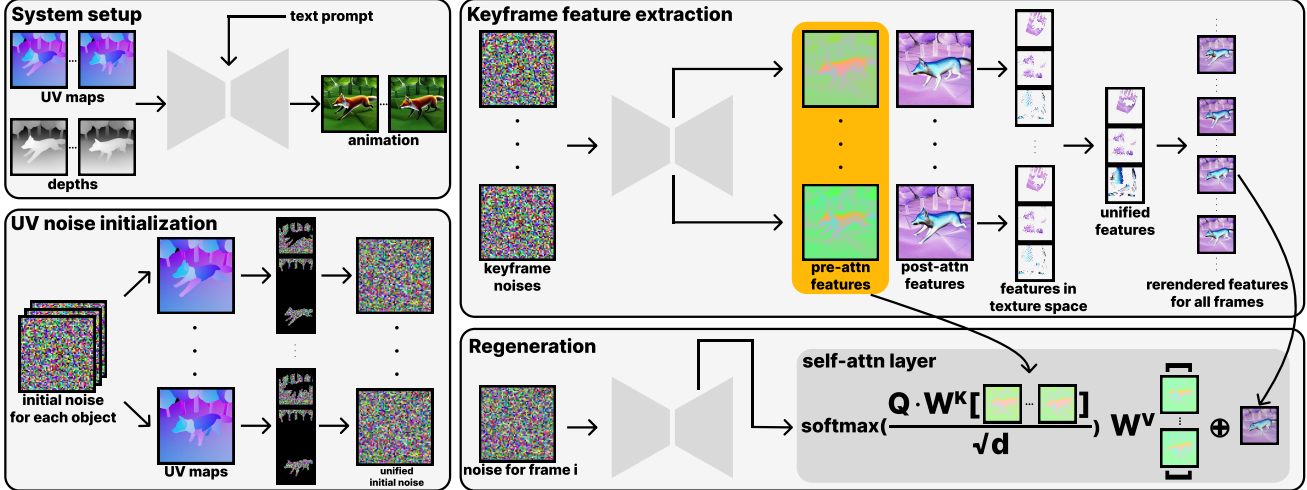 System setup
text prompt
UV maps
depths
animation
UV noise initialization
initial noise
for each object
UV maps
unified
initial noise
Keyframe feature extraction
keyframe
noises
pre-attn
features
post-attn
features
features in
texture space
unified
features
rerendered features
for all frames
Regeneration
noise for frame i
self-attn layer
softmax(
Q · W^K [ ... ]
√d
) W^V ⊕